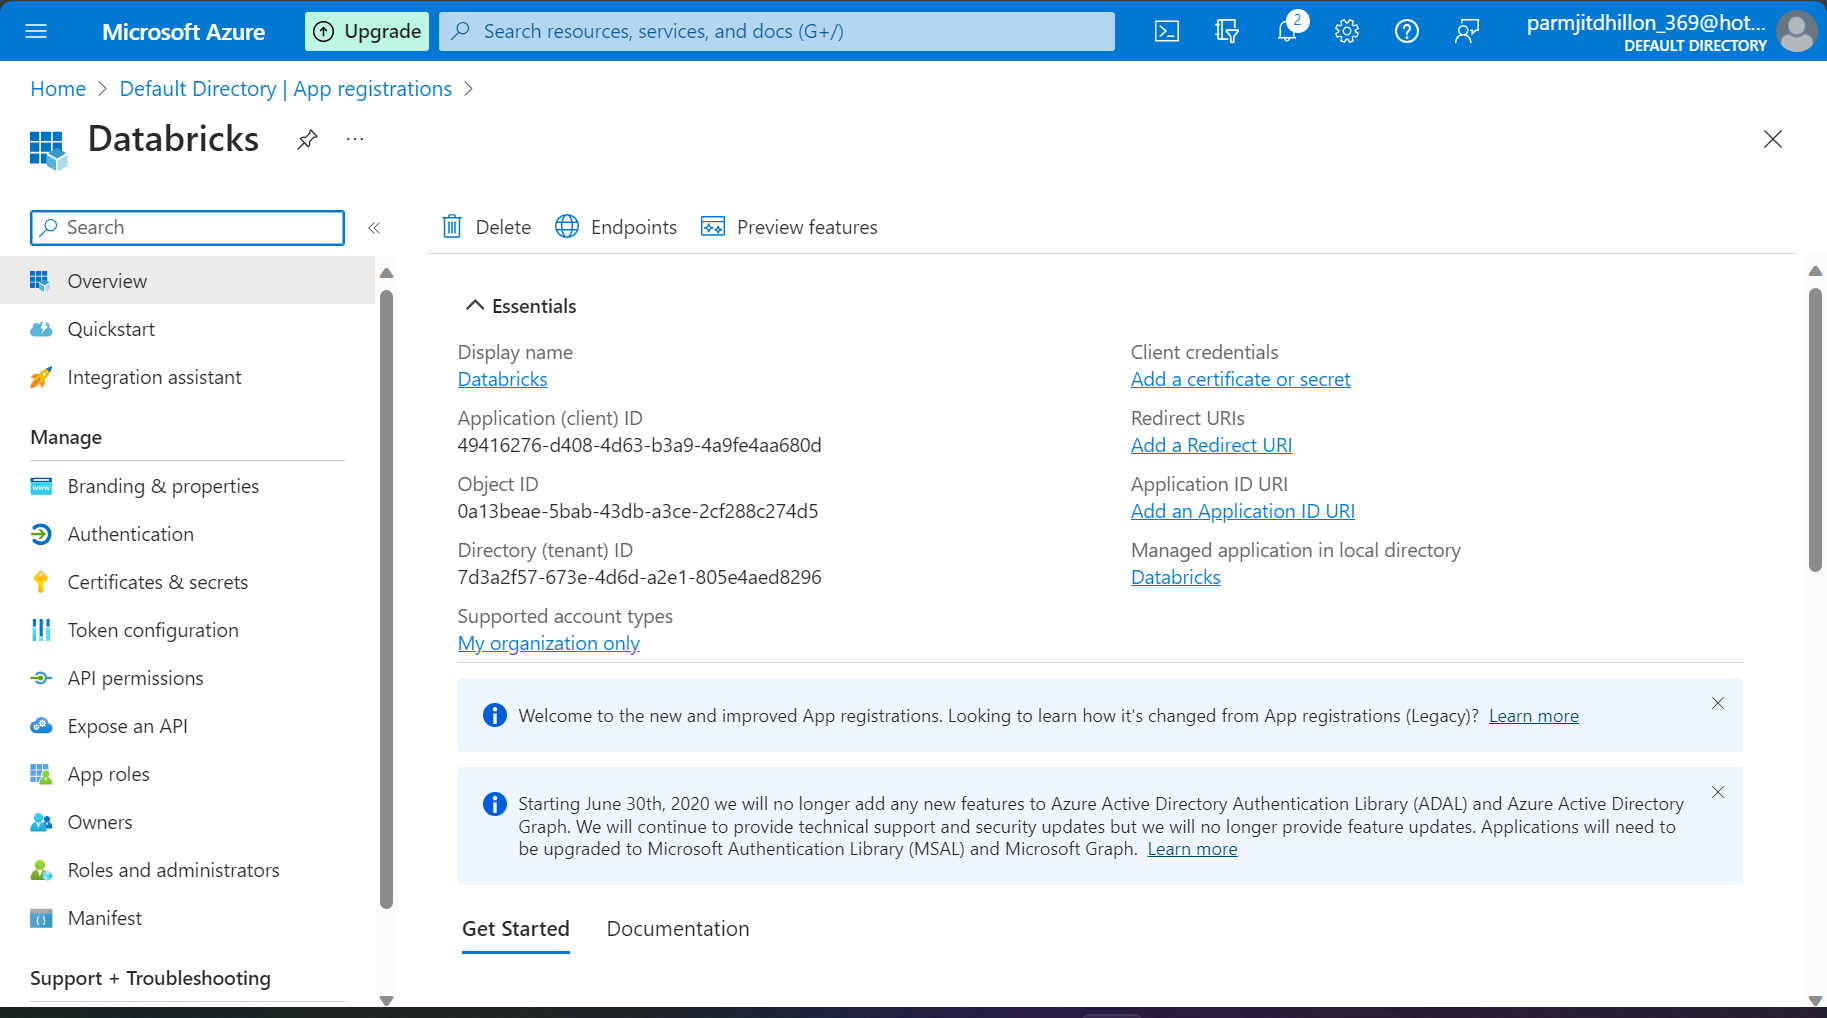 Microsoft Azure
Upgrade
Search resources, services, and docs (G+/)
2
parmjitdhillon_369@hot...
DEFAULT DIRECTORY
Home > Default Directory | App registrations >
Databricks
...
Search
«
Delete
Endpoints
Preview features
Overview
Quickstart
Integration assistant
Manage
Branding & properties
Authentication
Certificates & secrets
Token configuration
API permissions
Expose an API
App roles
Owners
Roles and administrators
Manifest
Support + Troubleshooting
Essentials
Display name
Databricks
Application (client) ID
49416276-d408-4d63-b3a9-4a9fe4aa680d
Object ID
0a13beae-5bab-43db-a3ce-2cf288c274d5
Directory (tenant) ID
7d3a2f57-673e-4d6d-a2e1-805e4aed8296
Supported account types
My organization only
Client credentials
Add a certificate or secret
Redirect URIs
Add a Redirect URI
Application ID URI
Add an Application ID URI
Managed application in local directory
Databricks
Welcome to the new and improved App registrations. Looking to learn how it's changed from App registrations (Legacy)? Learn more
Starting June 30th, 2020 we will no longer add any new features to Azure Active Directory Authentication Library (ADAL) and Azure Active Directory
Graph. We will continue to provide technical support and security updates but we will no longer provide feature updates. Applications will need to
be upgraded to Microsoft Authentication Library (MSAL) and Microsoft Graph. Learn more
Get Started
Documentation